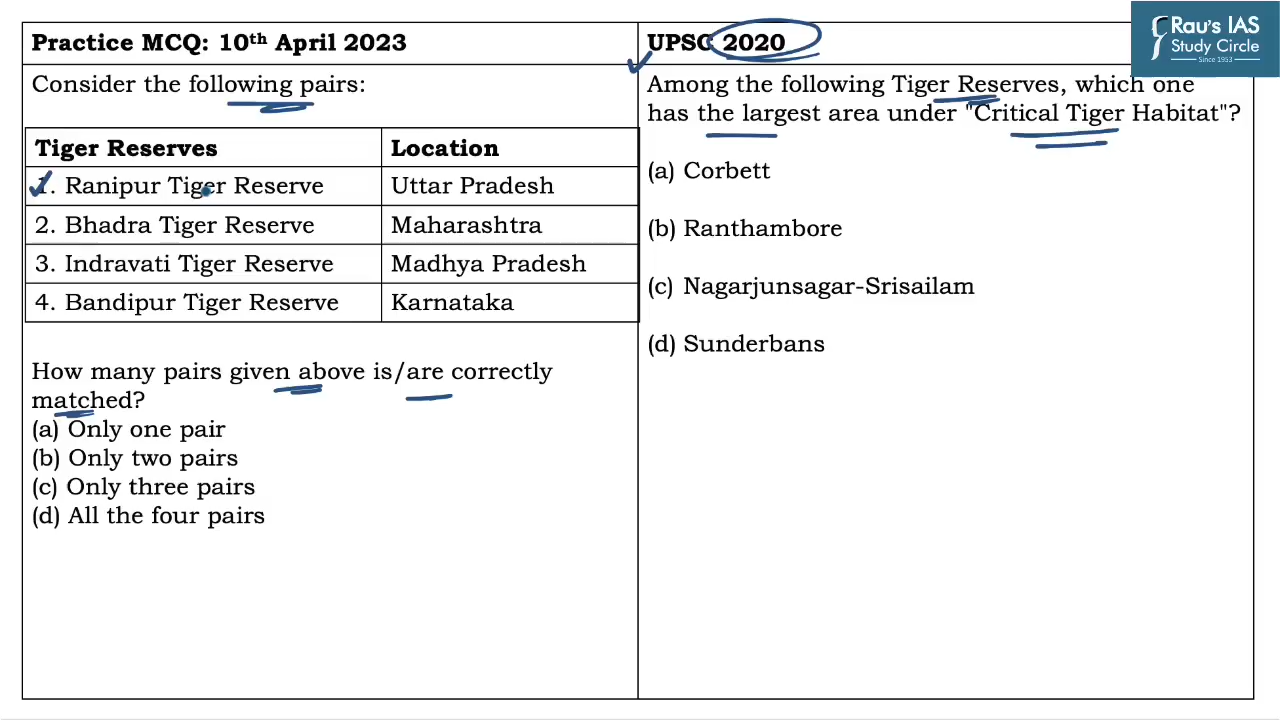 Practice MCQ: 10th April 2023
Consider the following pairs:
Tiger Reserves Location
1. Ranipur Tiger Reserve Uttar Pradesh
2. Bhadra Tiger Reserve Maharashtra
3. Indravati Tiger Reserve Madhya Pradesh
4. Bandipur Tiger Reserve Karnataka
How many pairs given above is/are correctly
matched?
(a) Only one pair
(b) Only two pairs
(c) Only three pairs
(d) All the four pairs
UPSC 2020
Among the following Tiger Reserves, which one
has the largest area under "Critical Tiger Habitat"?
(a) Corbett
(b) Ranthambore
(c) Nagarjunsagar-Srisailam
(d) Sunderbans
Rau's IAS
Study Circle
Since 1953